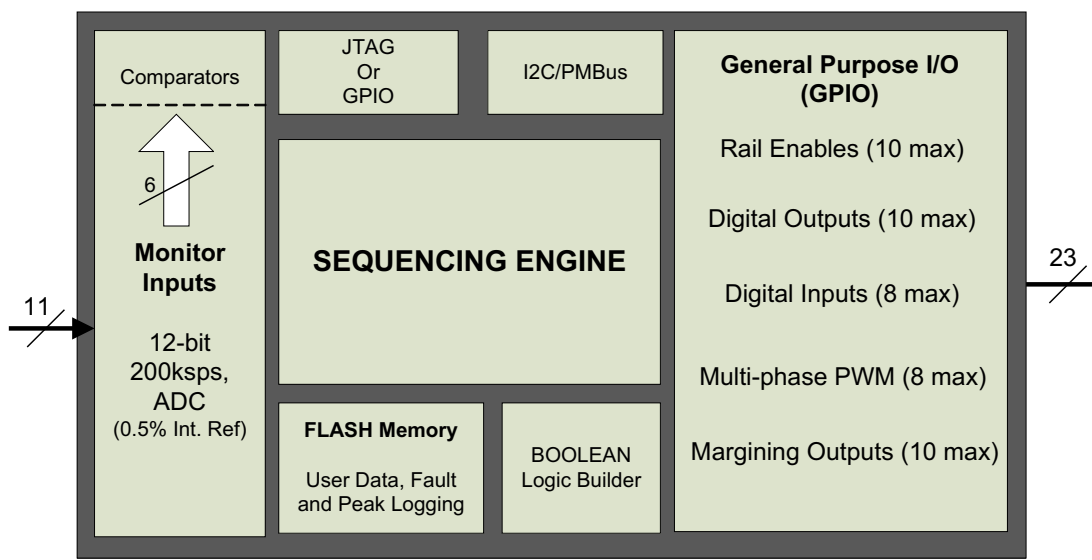 Comparators
6
Monitor
Inputs
12-bit
200ksps,
ADC
(0.5% Int. Ref)
11
JTAG
Or
GPIO
I2C/PMBus
SEQUENCING ENGINE
FLASH Memory
User Data, Fault
and Peak Logging
BOOLEAN
Logic Builder
General Purpose I/O
(GPIO)
Rail Enables (10 max)
Digital Outputs (10 max)
Digital Inputs (8 max)
Multi-phase PWM (8 max)
Margining Outputs (10 max)
23